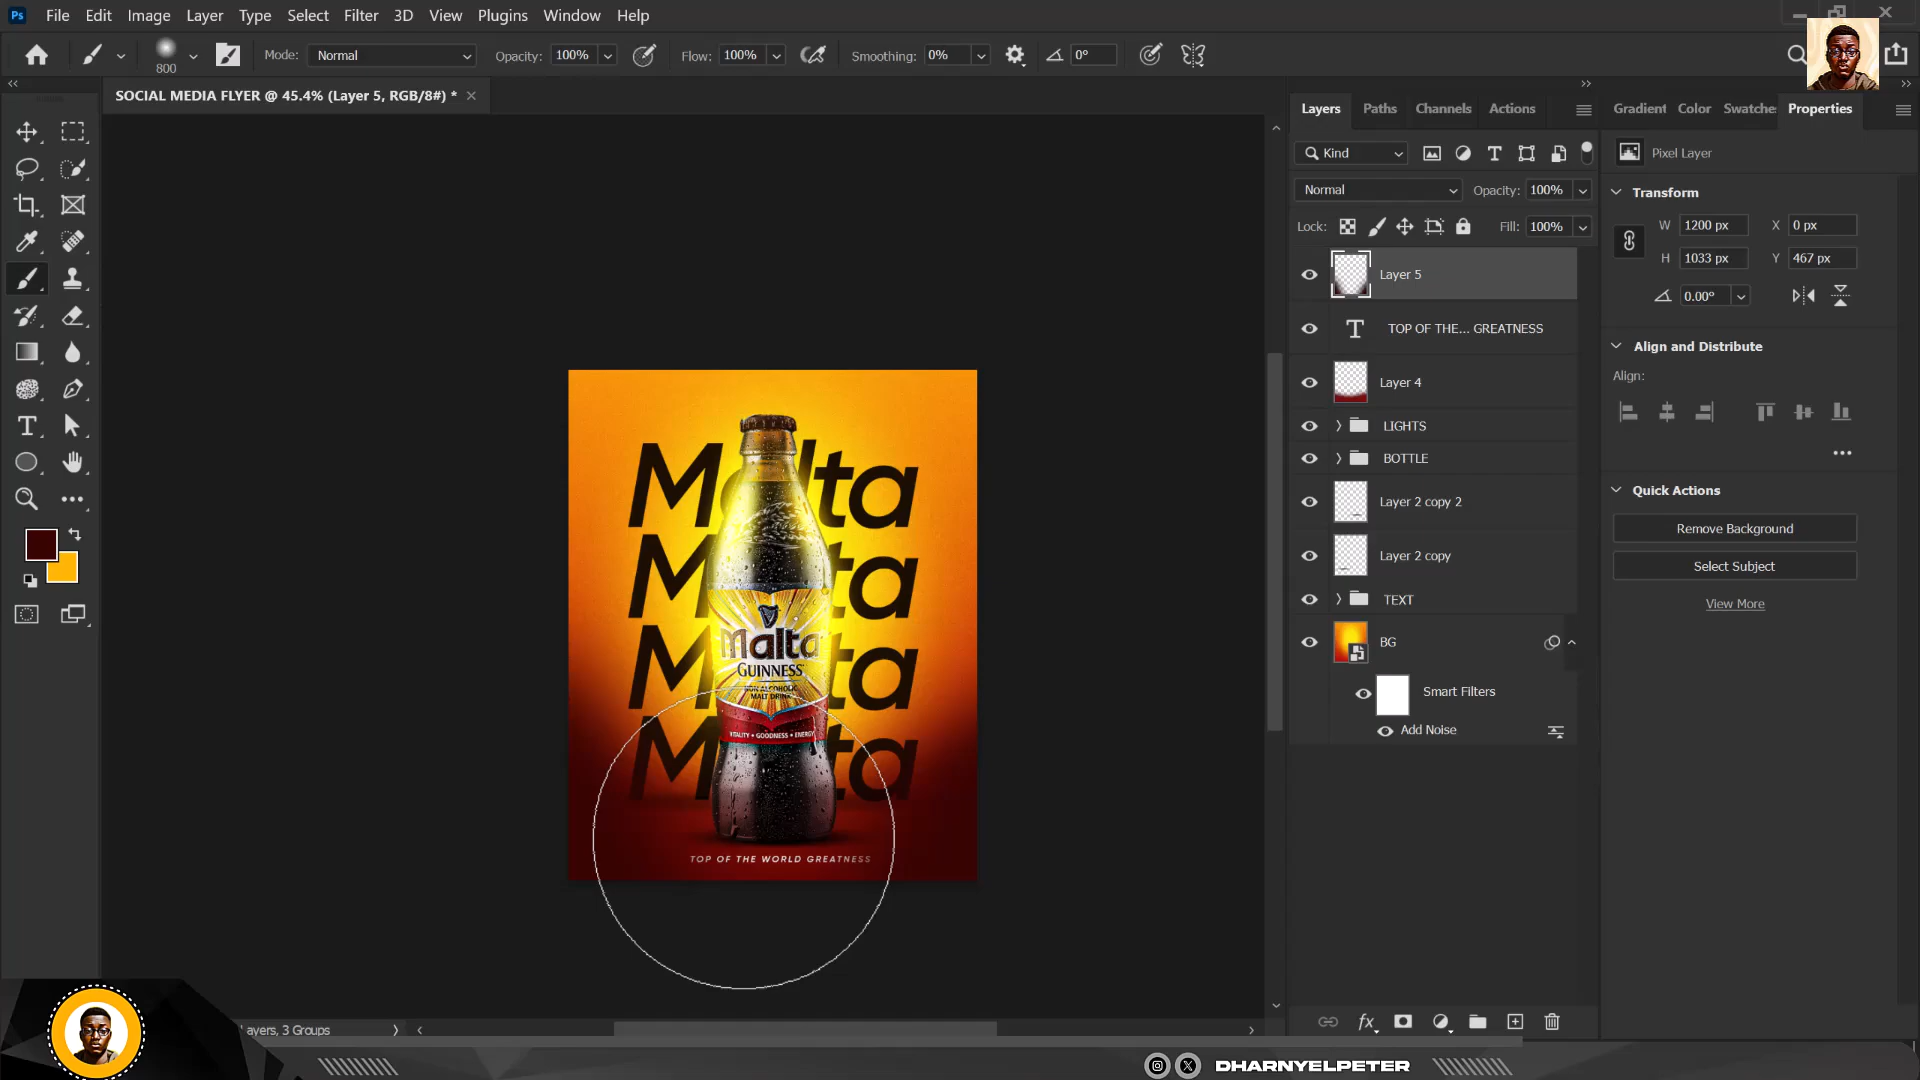 Ps File Edit Image Layer Type Select Filter 3D View Plugins Window Help
800 Mode: Normal Opacity: 100% Flow: 100% Smoothing: 0% 0°
SOCIAL MEDIA FLYER @ 45.4% (Layer 5, RGB/8#) *
Layers Paths Channels Actions
Gradient Color Swatche Properties
Kind
Pixel Layer
Normal Opacity: 100%
Transform
Lock: Fill: 100%
W 1200 px X 0 px
H 1033 px Y 467 px
0.00°
Layer 5
TOP OF THE... GREATNESS
Align and Distribute
Align:
Layer 4
LIGHTS
BOTTLE
Quick Actions
Layer 2 copy 2
Remove Background
Layer 2 copy
Select Subject
TEXT
View More
BG
Smart Filters
Add Noise
Malta
Malta
Malta
Malta
Malta
GUINNESS
NON ALCOHOLIC
MALT DRINK
VITALITY • GOODNESS • ENERGY
TOP OF THE WORLD GREATNESS
ayers, 3 Groups
fx
DHARNYELPETER